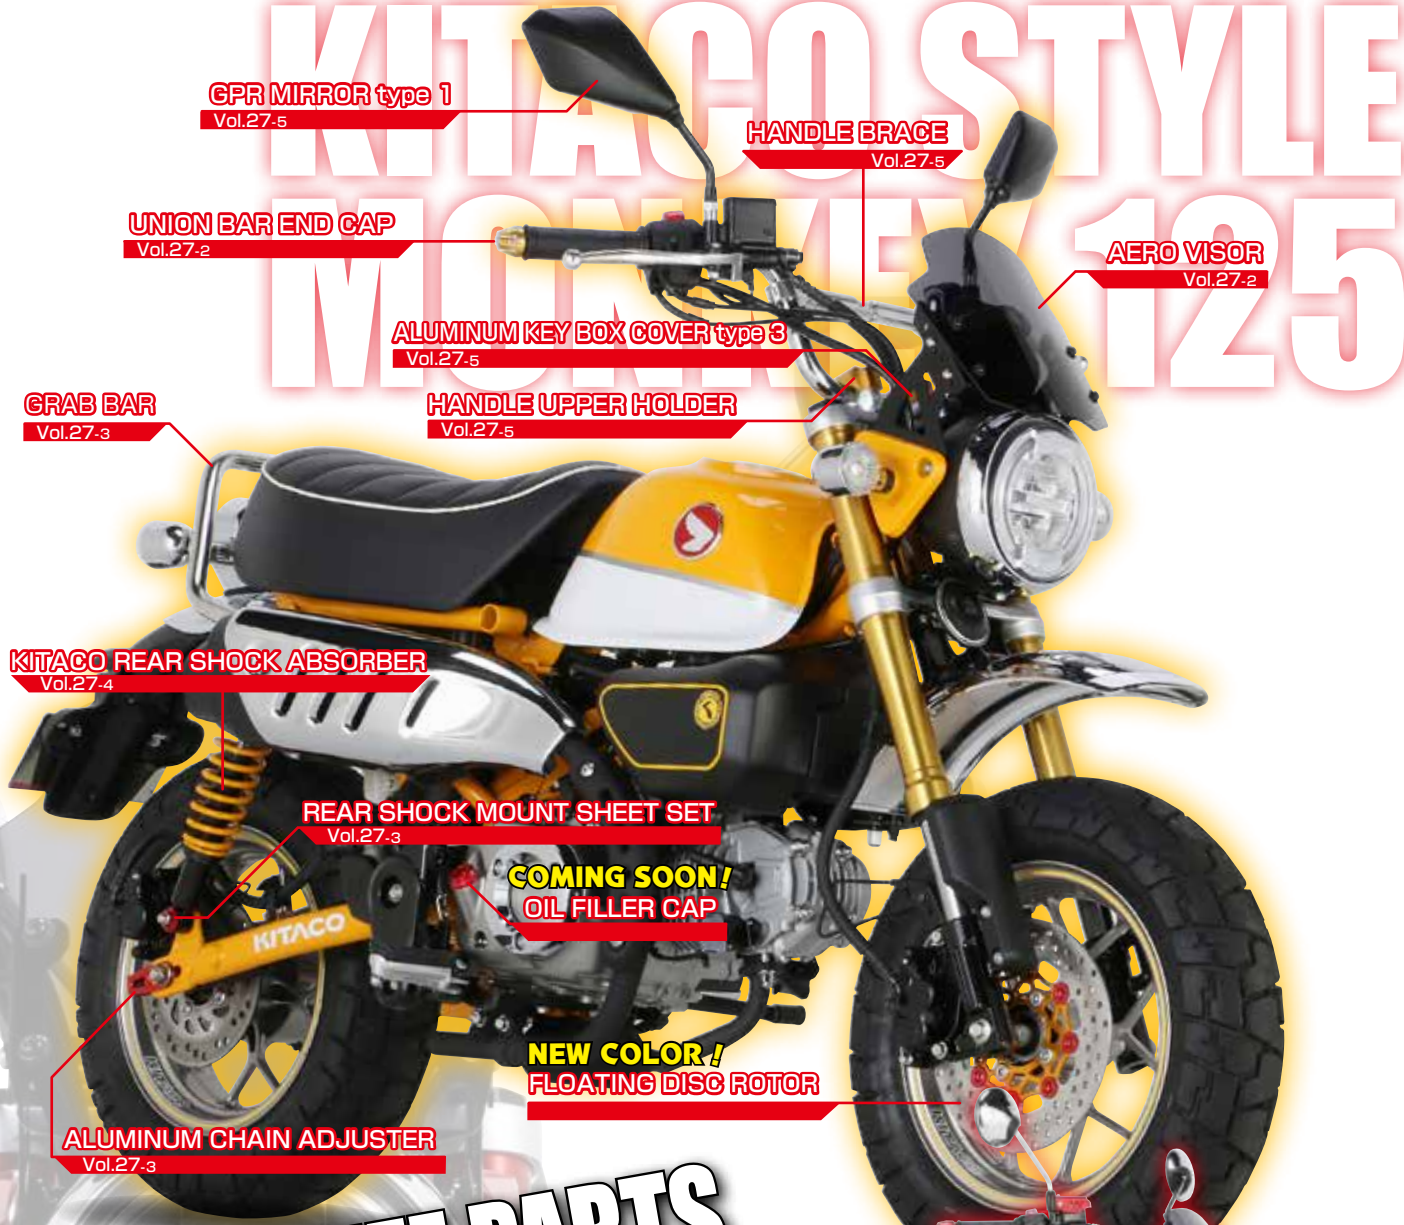 KITACO STYLE
MONKEY 125
GPR MIRROR type 1
Vol.27-5
HANDLE BRACE
Vol.27-5
UNION BAR END CAP
Vol.27-2
AERO VISOR
Vol.27-2
ALUMINUM KEY BOX COVER type 3
Vol.27-5
GRAB BAR
Vol.27-3
HANDLE UPPER HOLDER
Vol.27-5
KITACO REAR SHOCK ABSORBER
Vol.27-4
REAR SHOCK MOUNT SHEET SET
Vol.27-3
COMING SOON!
OIL FILLER CAP
KITACO
NEW COLOR !
FLOATING DISC ROTOR
ALUMINUM CHAIN ADJUSTER
Vol.27-3
PARTS